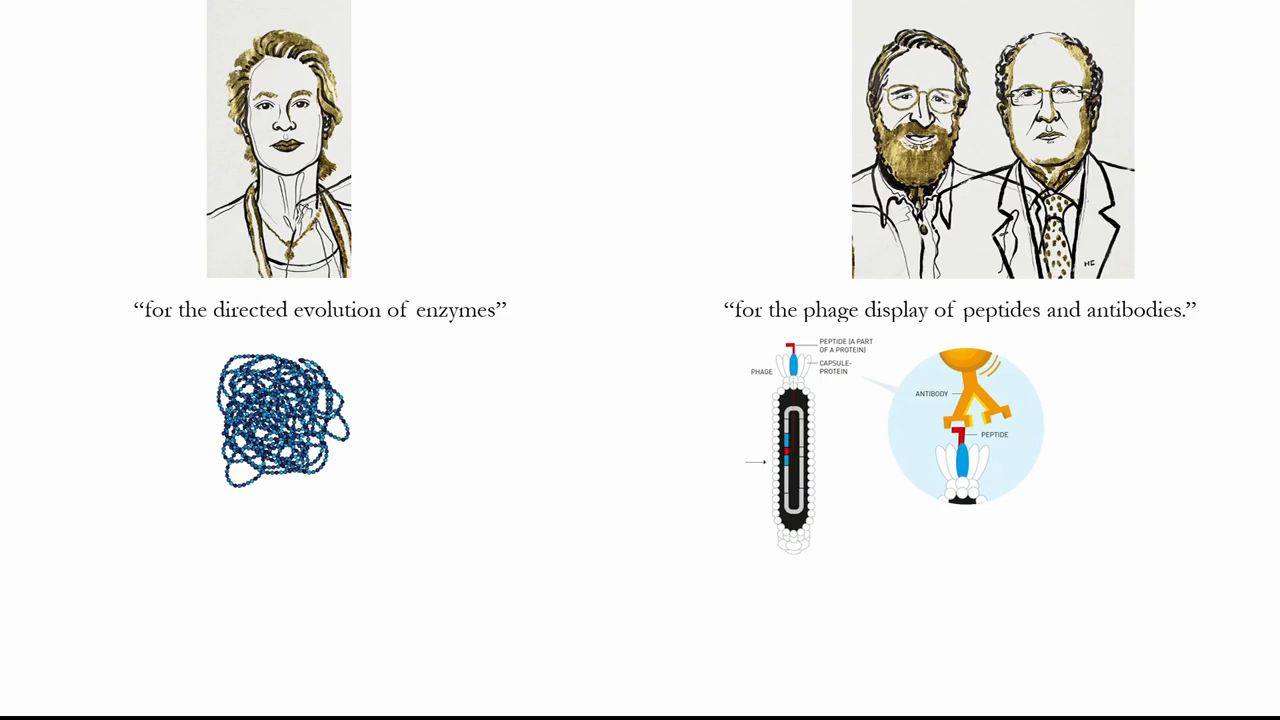 “for the directed evolution of enzymes”
“for the phage display of peptides and antibodies.”
PEPTIDE (A PART
OF A PROTEIN)
PHAGE
CAPSULE-
PROTEIN
ANTIBODY
PEPTIDE